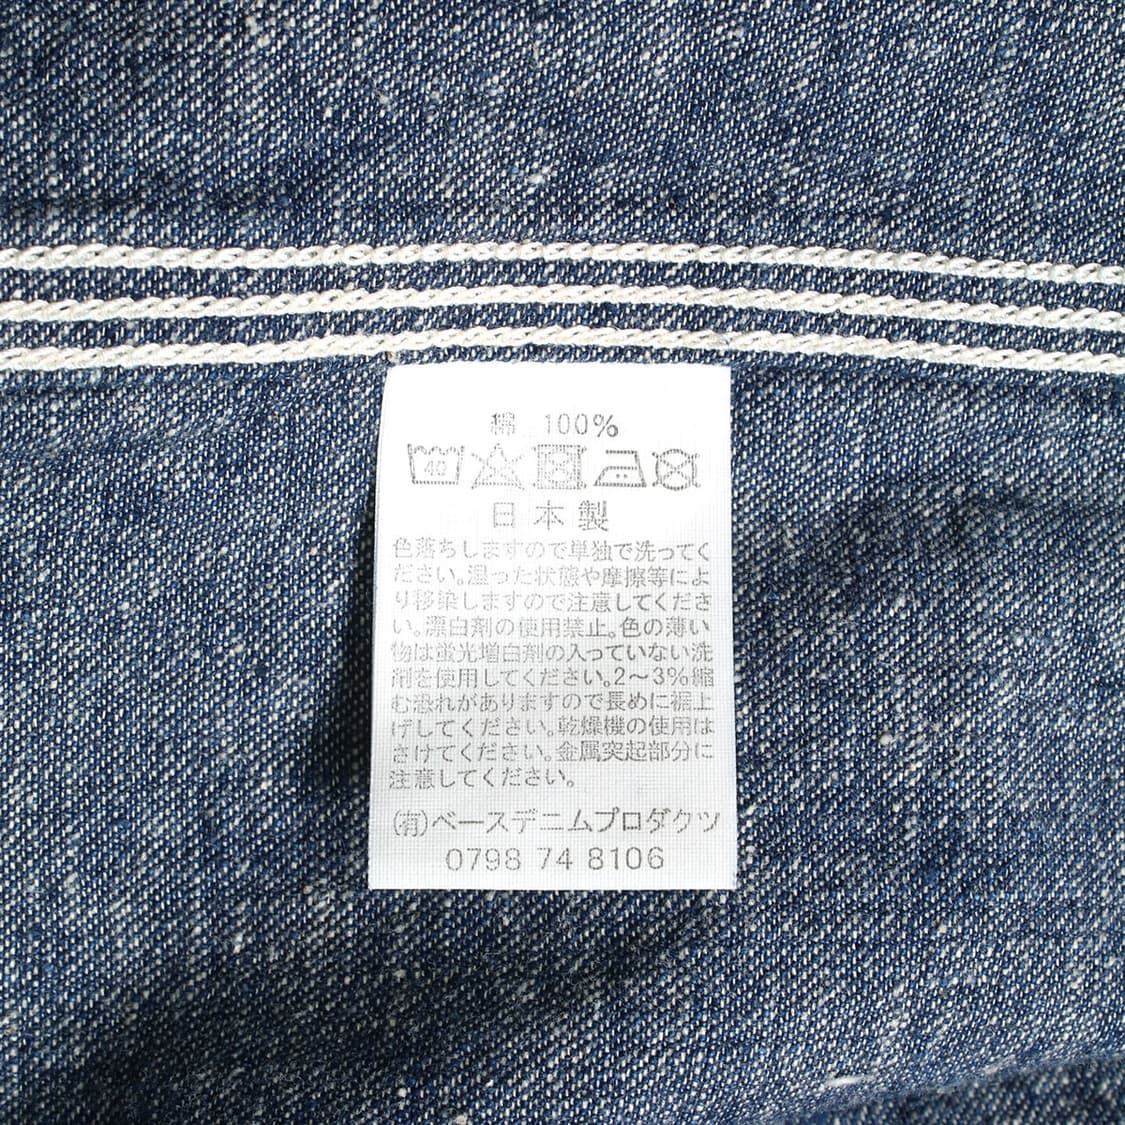 綿 100%
40
日本製
色落ちしますので単独で洗ってく
ださい。湿った状態や摩擦等によ
り移染しますので注意してくださ
い。漂白剤の使用禁止。色の薄い
物は蛍光増白剤の入っていない洗
剤を使用してください。2～3%縮
む恐れがありますので長めに裾上
げしてください。乾燥機の使用は
さけてください。金属突起部分に
注意してください。
(有)ベースデニムプロダクツ
0798 74 8106